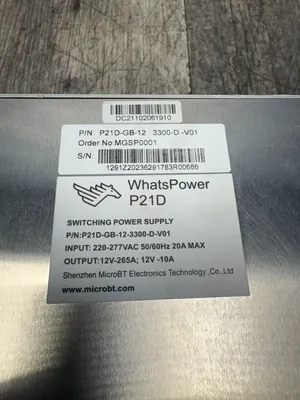 DC21102061910
P/N: P21D-GB-12 3300-D -V01
Order No:MGSP0001
S/N:
1291Z20236291763R00686
WhatsPower
P21D
SWITCHING POWER SUPPLY
P/N:P21D-GB-12-3300-D-V01
INPUT: 220-277VAC 50/60Hz 20A MAX
OUTPUT:12V-265A; 12V -10A
Shenzhen MicroBT Electronics Technology.,Co.,Ltd
www.microbt.com